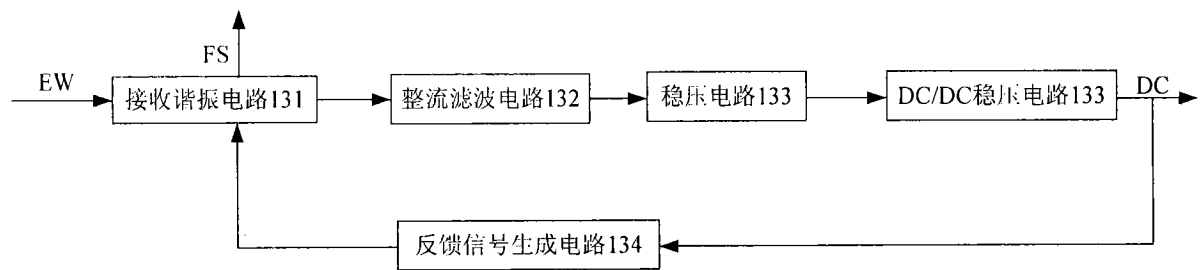 FS
EW
接收谐振电路131
整流滤波电路132
稳压电路133
DC/DC稳压电路133
DC
反馈信号生成电路134